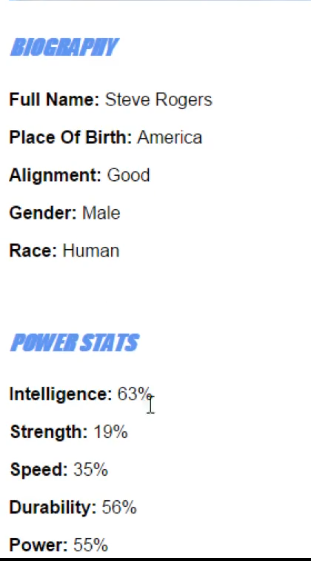 BIOGRAPHY
Full Name: Steve Rogers
Place Of Birth: America
Alignment: Good
Gender: Male
Race: Human
POWER STATS
Intelligence: 63%
Strength: 19%
Speed: 35%
Durability: 56%
Power: 55%